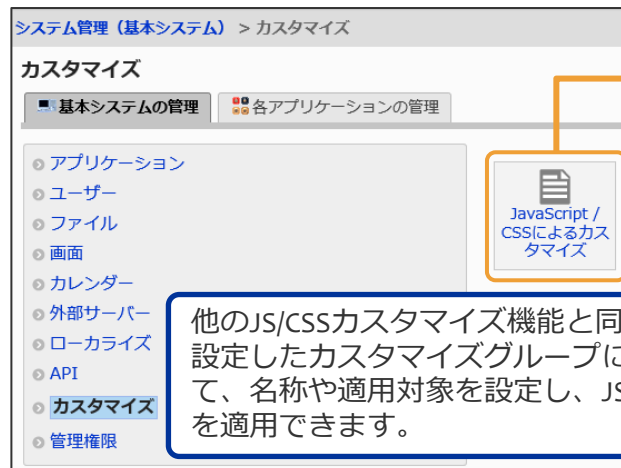 システム管理（基本システム） > カスタマイズ
カスタマイズ
基本システムの管理
各アプリケーションの管理
アプリケーション
ユーザー
ファイル
画面
カレンダー
外部サーバー
ローカライズ
API
カスタマイズ
管理権限
JavaScript /
CSSによるカス
タマイズ
他のJS/CSSカスタマイズ機能と同
設定したカスタマイズグループに
て、名称や適用対象を設定し、JS
を適用できます。